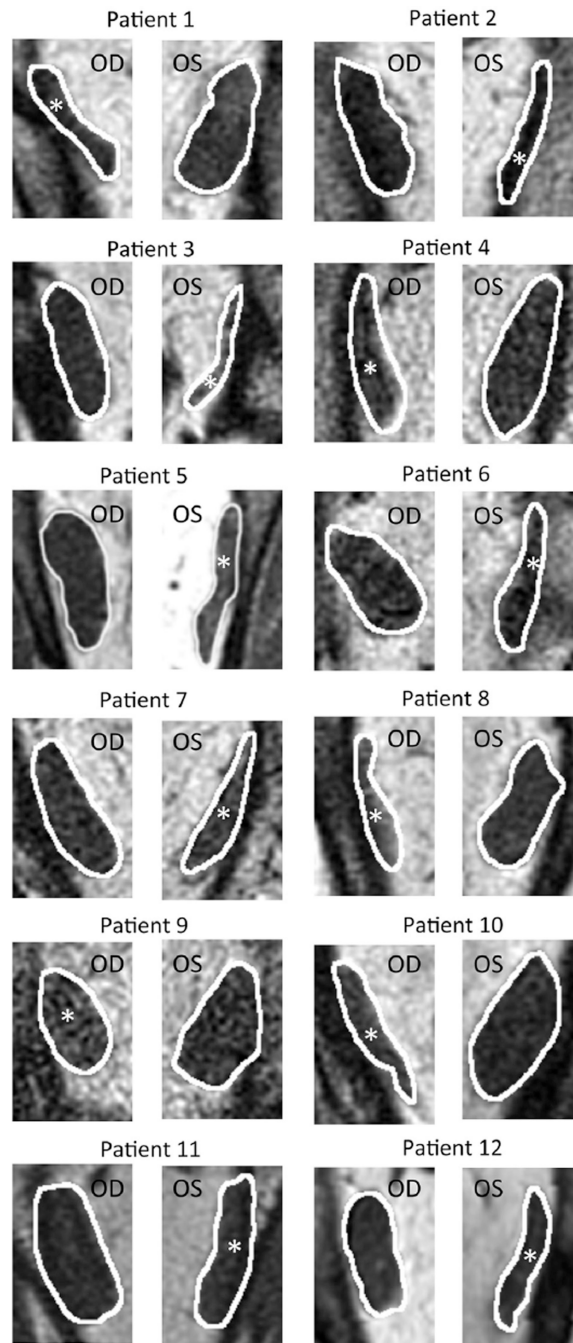 Patient 1 Patient 2
OD OS OD OS
* *
Patient 3 Patient 4
OD OS OD OS
* *
Patient 5 Patient 6
OD OS OD OS
* *
Patient 7 Patient 8
OD OS OD OS
* *
Patient 9 Patient 10
OD OS OD OS
* *
Patient 11 Patient 12
OD OS OD OS
* *